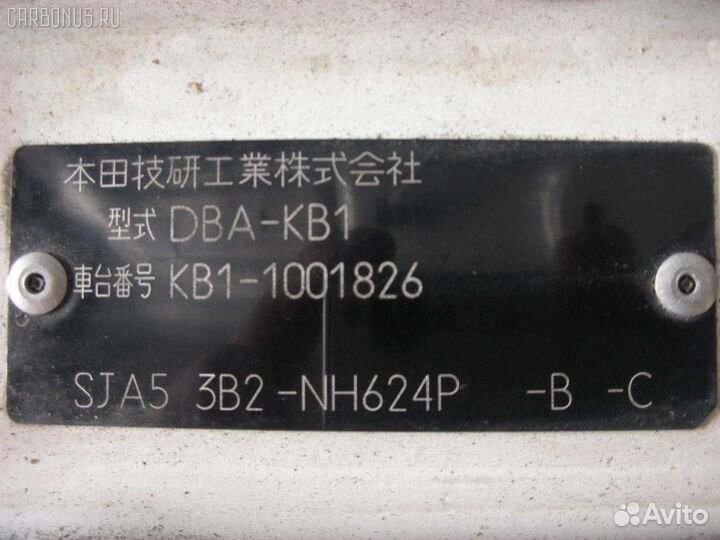 CARBONUS.RU
本田技研工業株式会社
型式 DBA-KB1
車台番号 KB1-1001826
SJA5 3B2-NH624P -B -C
Avito